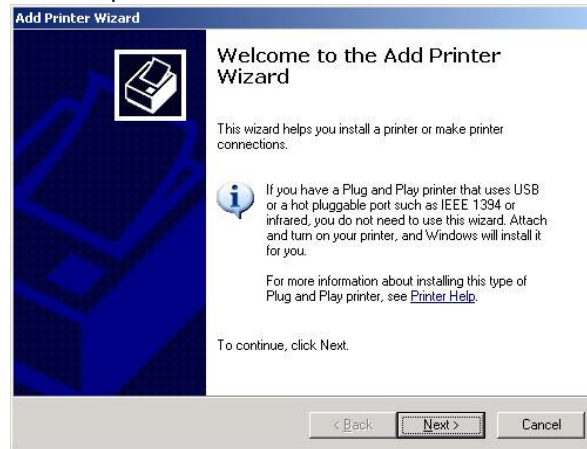 Add Printer Wizard
Welcome to the Add Printer
Wizard
This wizard helps you install a printer or make printer
connections.
If you have a Plug and Play printer that uses USB
or a hot pluggable port such as IEEE 1394 or
infrared, you do not need to use this wizard. Attach
and turn on your printer, and Windows will install it
for you.
For more information about installing this type of
Plug and Play printer, see Printer Help.
To continue, click Next.
< Back Next > Cancel